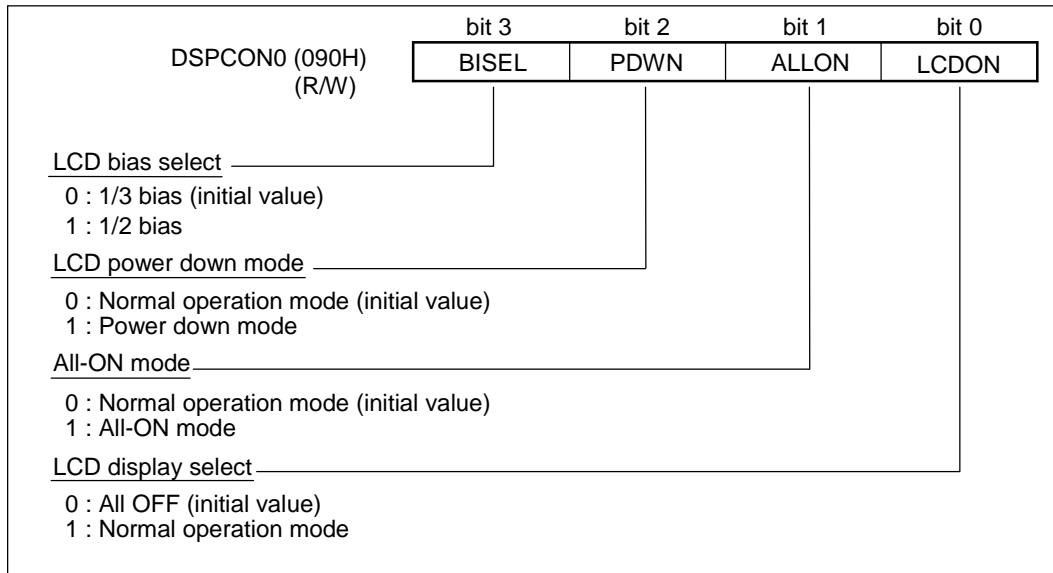 bit 3 bit 2 bit 1 bit 0
DSPCON0 (090H) BISEL PDWN ALLON LCDON
(R/W)
LCD bias select
0 : 1/3 bias (initial value)
1 : 1/2 bias
LCD power down mode
0 : Normal operation mode (initial value)
1 : Power down mode
All-ON mode
0 : Normal operation mode (initial value)
1 : All-ON mode
LCD display select
0 : All OFF (initial value)
1 : Normal operation mode